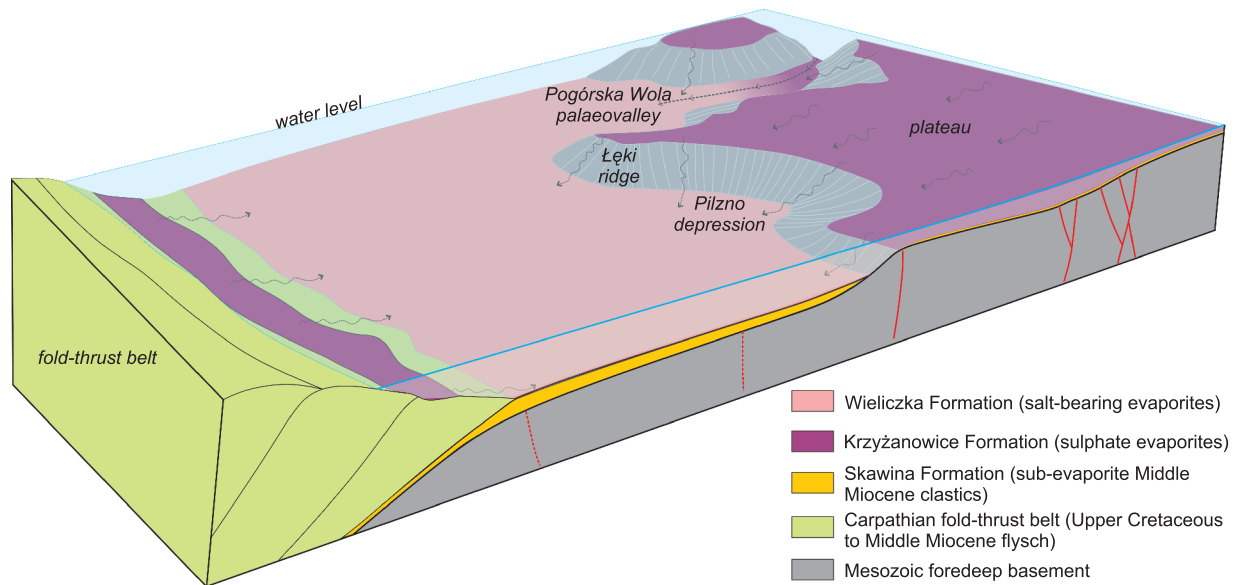 water level
Pogórska Wola
palaeovalley
plateau
Łęki
ridge
Pilzno
depression
fold-thrust belt
Wieliczka Formation (salt-bearing evaporites)
Krzyżanowice Formation (sulphate evaporites)
Skawina Formation (sub-evaporite Middle
Miocene clastics)
Carpathian fold-thrust belt (Upper Cretaceous
to Middle Miocene flysch)
Mesozoic foredeep basement